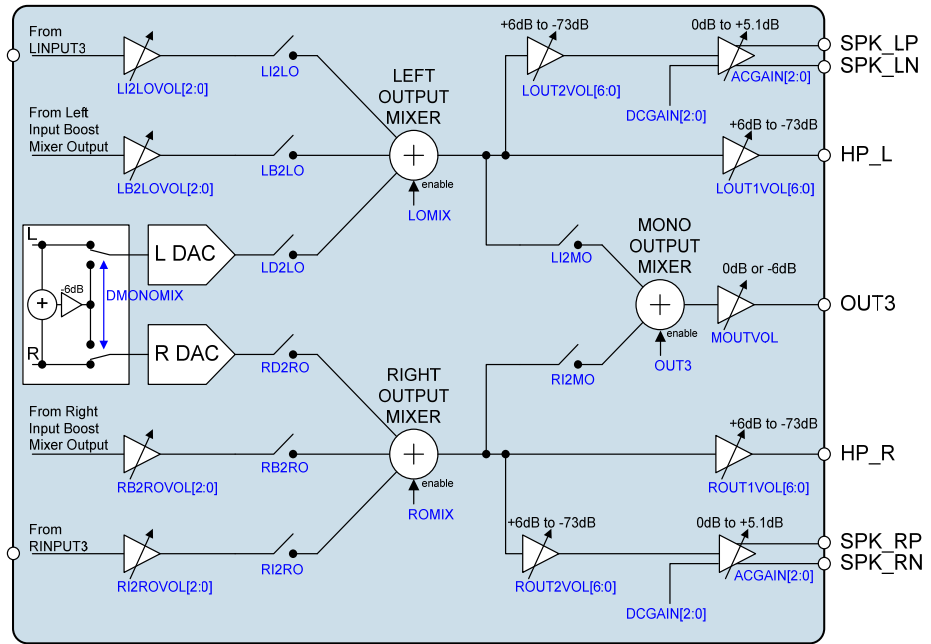 From
LINPUT3
LI2LOVOL[2:0]
LI2LO
LEFT
OUTPUT
MIXER
+6dB to -73dB
LOUT2VOL[6:0]
0dB to +5.1dB
ACGAIN[2:0]
DCGAIN[2:0]
SPK_LP
SPK_LN
From Left
Input Boost
Mixer Output
LB2LOVOL[2:0]
LB2LO
+
enable
LOMIX
+6dB to -73dB
LOUT1VOL[6:0]
HP_L
L
R
+
-6dB
DMONOMIX
L DAC
LD2LO
R DAC
RD2RO
LI2MO
RI2MO
MONO
OUTPUT
MIXER
+
enable
OUT3
0dB or -6dB
MOUTVOL
OUT3
From Right
Input Boost
Mixer Output
RB2ROVOL[2:0]
RB2RO
RIGHT
OUTPUT
MIXER
+
enable
ROMIX
+6dB to -73dB
ROUT1VOL[6:0]
HP_R
From
RINPUT3
RI2ROVOL[2:0]
RI2RO
+6dB to -73dB
ROUT2VOL[6:0]
0dB to +5.1dB
ACGAIN[2:0]
DCGAIN[2:0]
SPK_RP
SPK_RN